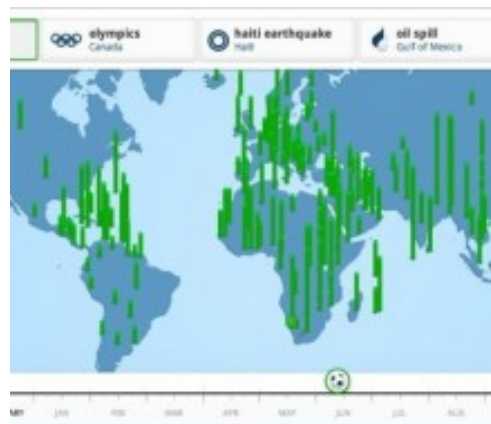 olympics
Canada
haiti earthquake
Haiti
oil spill
Gulf of Mexico
JAN
FEB
MAR
APR
MAY
JUN
JUL
AUG